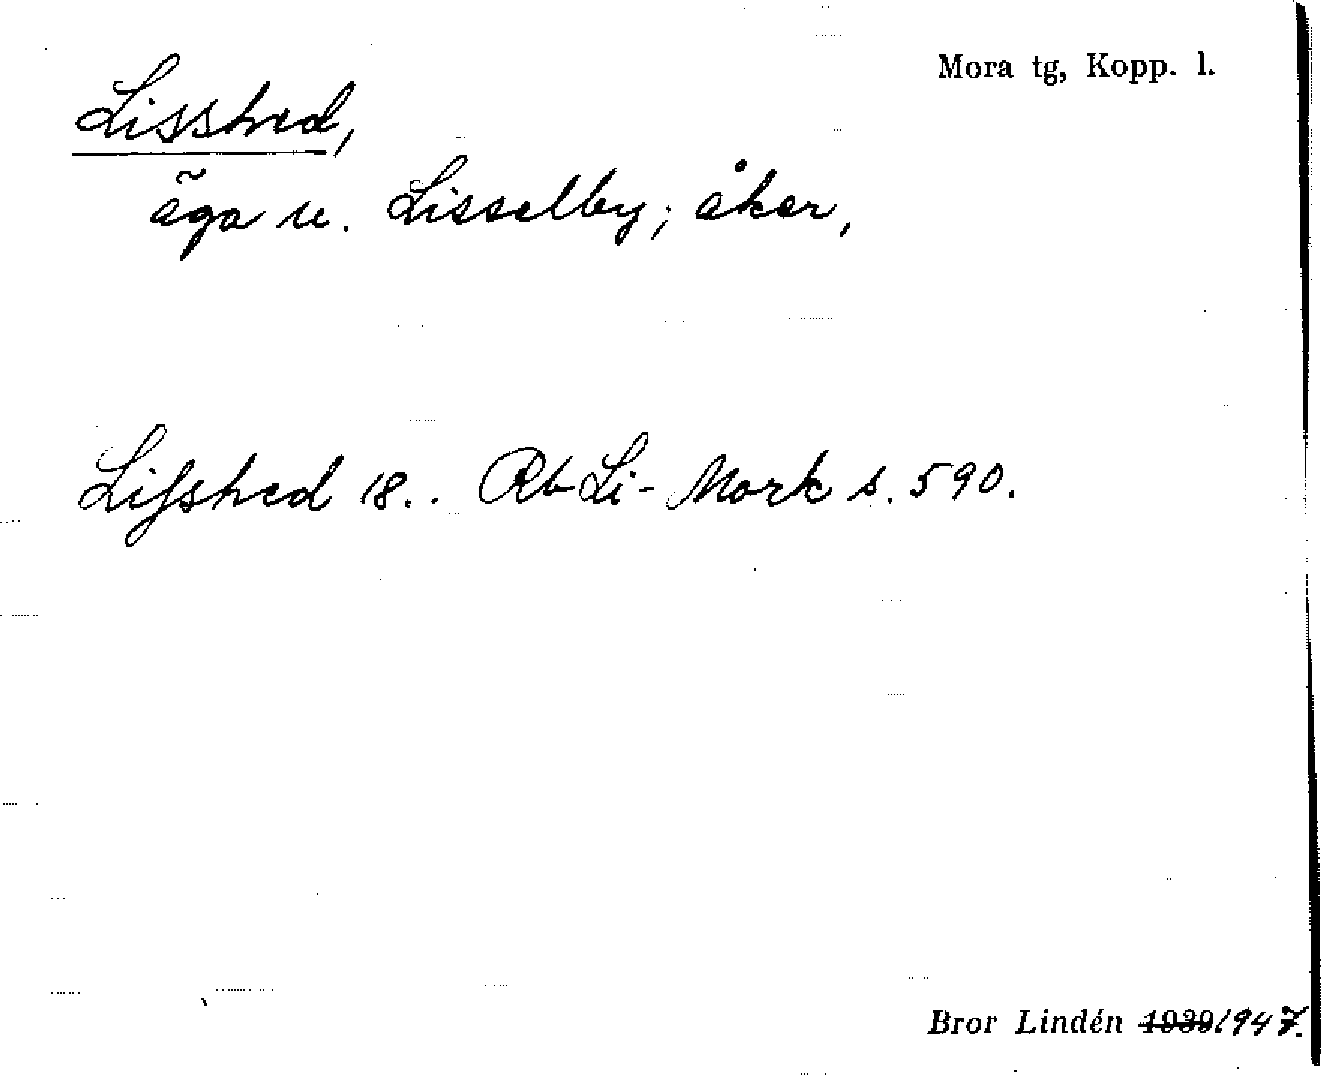 Mora tg, Kopp. l.
Lisshed,
äga u. Lisselby; åker,
Lifshed 18.. Rb Li- Mork s. 590.
Bror Lindén 1939 1947.